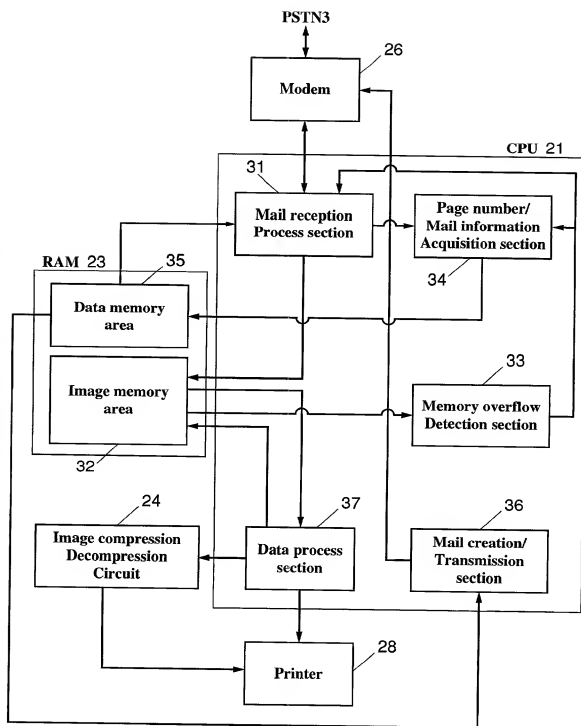 PSTN3
26
Modem
CPU 21
31
Mail reception
Process section
Page number/
Mail information
Acquisition section
34
RAM 23
35
Data memory
area
Image memory
area
32
33
Memory overflow
Detection section
24
Image compression
Decompression
Circuit
37
Data process
section
36
Mail creation/
Transmission
section
Printer
28